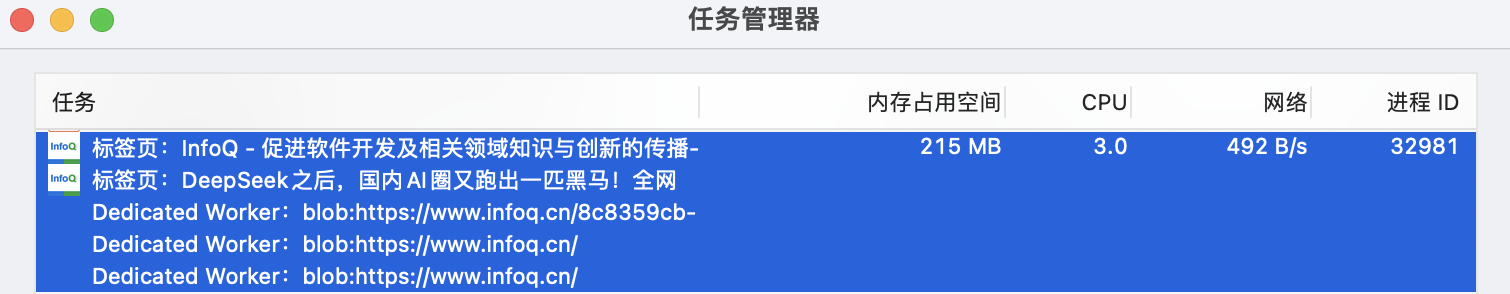 任务管理器
任务 内存占用空间 CPU 网络 进程 ID
InfoQ 标签页：InfoQ - 促进软件开发及相关领域知识与创新的传播- 215 MB 3.0 492 B/s 32981
InfoQ 标签页：DeepSeek之后，国内AI圈又跑出一匹黑马！全网
Dedicated Worker：blob:https://www.infoq.cn/8c8359cb-
Dedicated Worker：blob:https://www.infoq.cn/
Dedicated Worker：blob:https://www.infoq.cn/